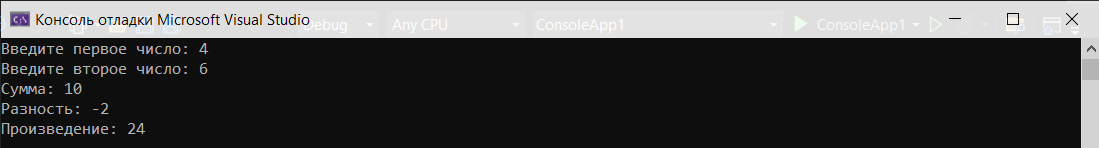 Консоль отладки Microsoft Visual Studio
Debug
Any CPU
ConsoleApp1
ConsoleApp1
Введите первое число: 4
Введите второе число: 6
Сумма: 10
Разность: -2
Произведение: 24